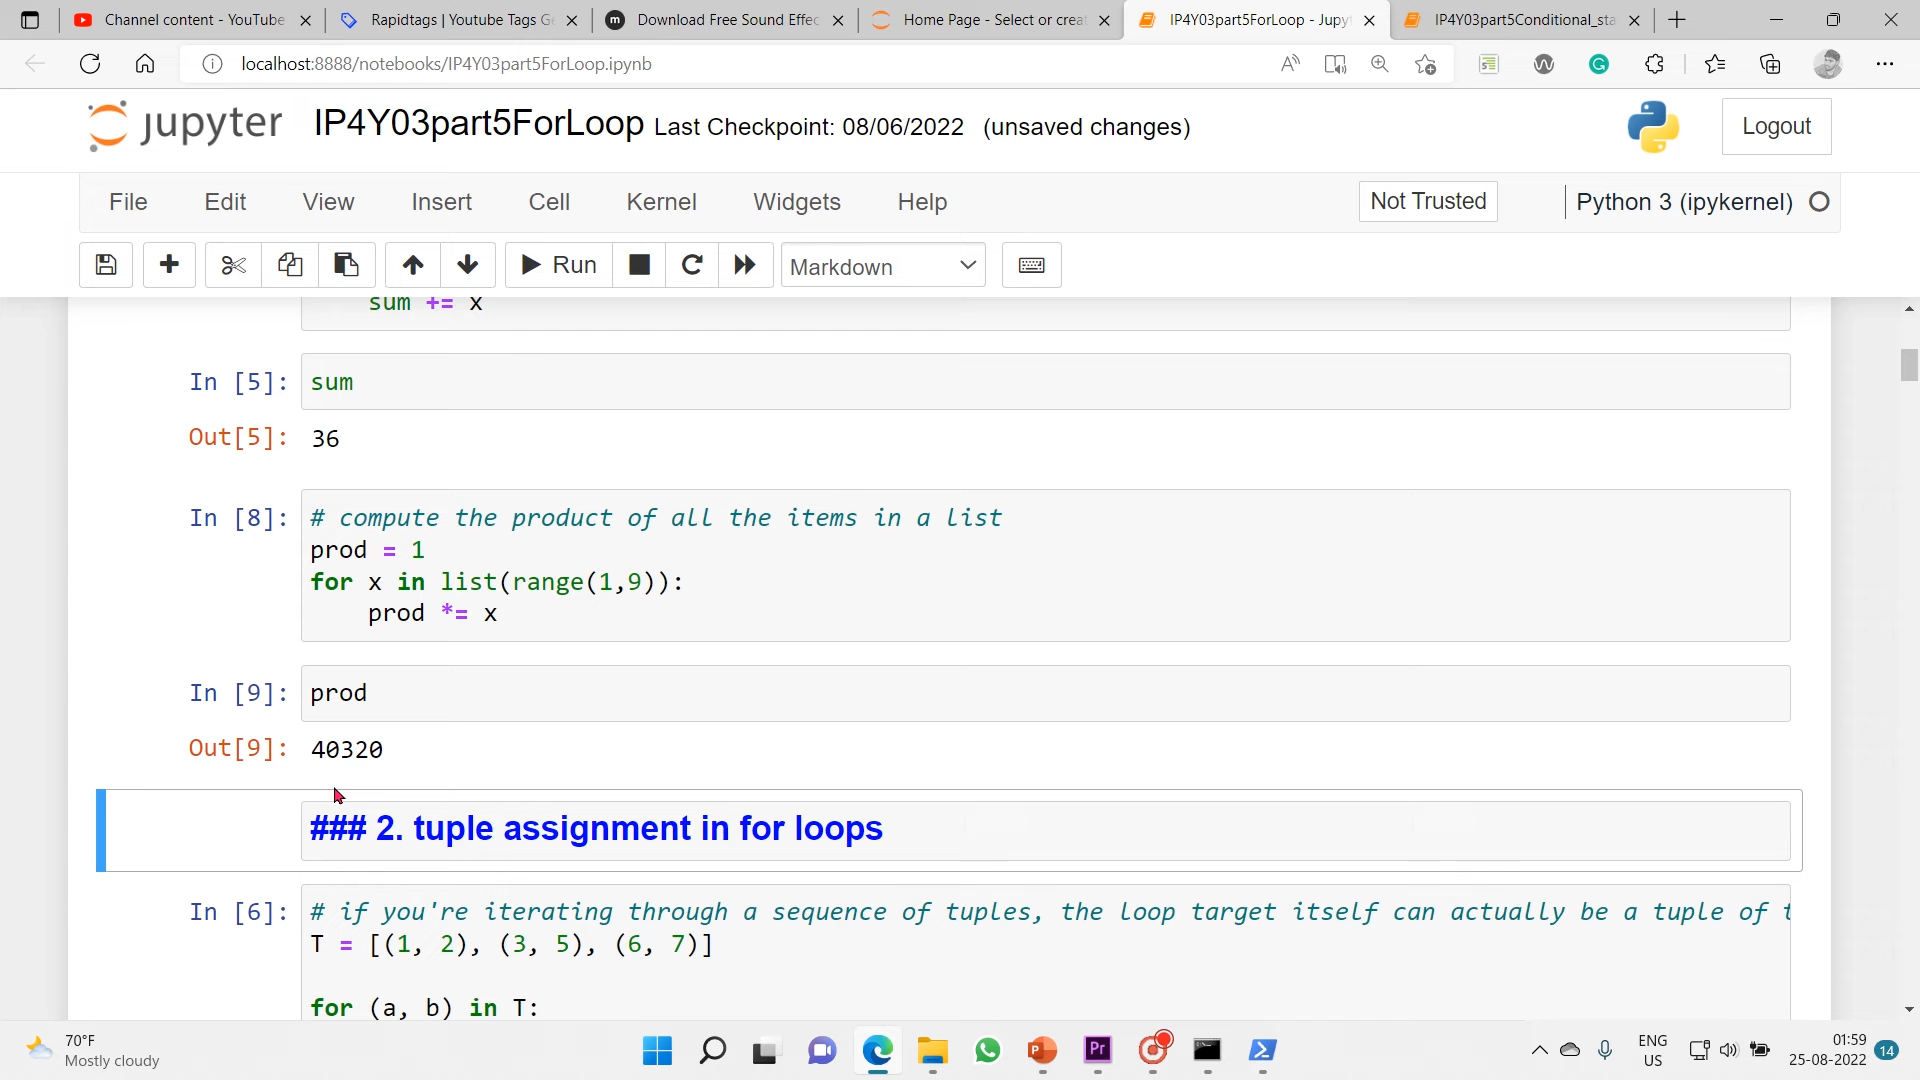 Channel content - YouTube
Rapidtags | Youtube Tags Ge
Download Free Sound Effec
Home Page - Select or creat
IP4Y03part5ForLoop - Jupyt
IP4Y03part5Conditional_sta
localhost:8888/notebooks/IP4Y03part5ForLoop.ipynb
jupyter IP4Y03part5ForLoop Last Checkpoint: 08/06/2022 (unsaved changes)
Logout
File Edit View Insert Cell Kernel Widgets Help
Not Trusted
Python 3 (ipykernel)
Run
Markdown
sum += x
In [5]: sum
Out[5]: 36
In [8]: # compute the product of all the items in a list
prod = 1
for x in list(range(1,9)):
prod *= x
In [9]: prod
Out[9]: 40320
### 2. tuple assignment in for loops
In [6]: # if you're iterating through a sequence of tuples, the loop target itself can actually be a tuple of
T = [(1, 2), (3, 5), (6, 7)]
for (a, b) in T:
70°F
Mostly cloudy
Pr
ENG
US
01:59
25-08-2022
14